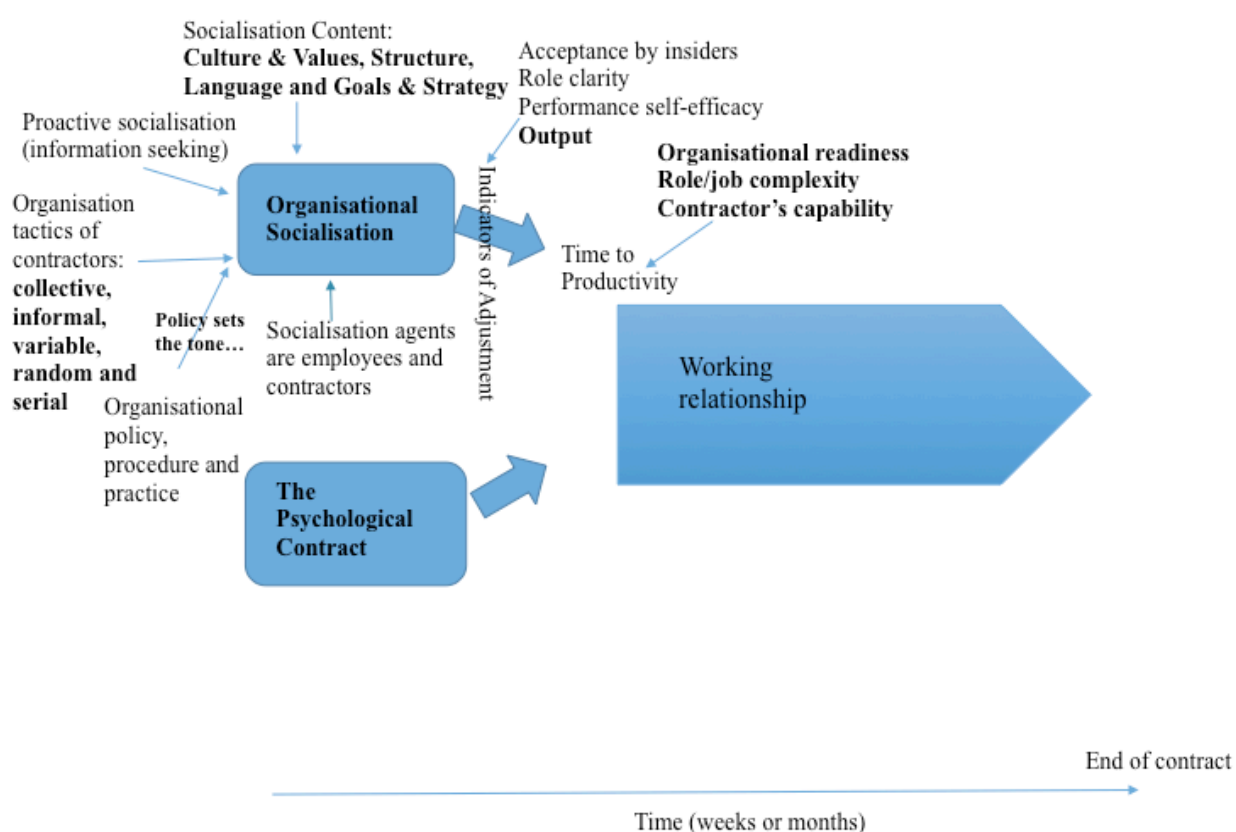 Socialisation Content:
Culture & Values, Structure,
Language and Goals & Strategy
Acceptance by insiders
Role clarity
Performance self-efficacy
Output
Proactive socialisation
(information seeking)
Organisational readiness
Role/job complexity
Contractor's capability
Organisation
tactics of
contractors:
collective,
informal,
variable,
random and
serial
Organisational
Socialisation
Indicators of Adjustment
Time to
Productivity
Policy sets
the tone…
Socialisation agents
are employees and
contractors
Working
relationship
Organisational
policy,
procedure and
practice
The
Psychological
Contract
End of contract
Time (weeks or months)